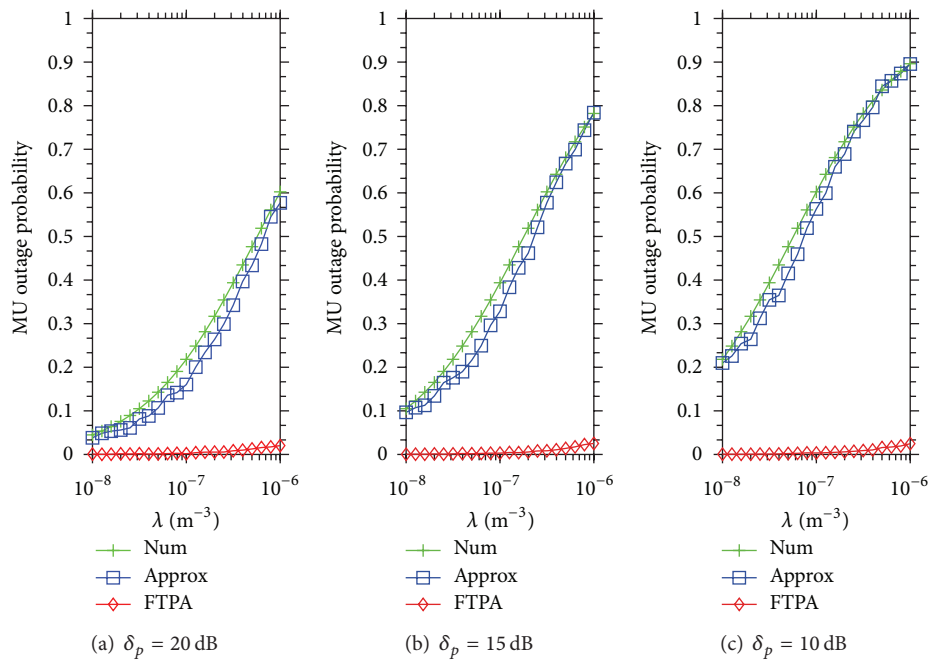 1
0.9
0.8
0.7
0.6
0.5
0.4
0.3
0.2
0.1
0
MU outage probability
10⁻⁸ 10⁻⁷ 10⁻⁶
λ (m⁻³)
Num
Approx
FTPA
(a) δₚ = 20 dB
1
0.9
0.8
0.7
0.6
0.5
0.4
0.3
0.2
0.1
0
MU outage probability
10⁻⁸ 10⁻⁷ 10⁻⁶
λ (m⁻³)
Num
Approx
FTPA
(b) δₚ = 15 dB
1
0.9
0.8
0.7
0.6
0.5
0.4
0.3
0.2
0.1
0
MU outage probability
10⁻⁸ 10⁻⁷ 10⁻⁶
λ (m⁻³)
Num
Approx
FTPA
(c) δₚ = 10 dB